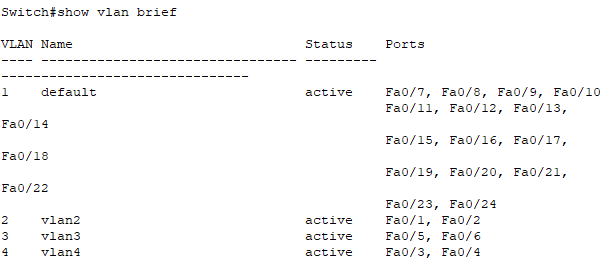 Switch#show vlan brief
VLAN Name                             Status    Ports
---- -------------------------------- ---------
-------------------------------
1    default                          active    Fa0/7, Fa0/8, Fa0/9, Fa0/10
                                                Fa0/11, Fa0/12, Fa0/13,
Fa0/14
                                                Fa0/15, Fa0/16, Fa0/17,
Fa0/18
                                                Fa0/19, Fa0/20, Fa0/21,
Fa0/22
                                                Fa0/23, Fa0/24
2    vlan2                            active    Fa0/1, Fa0/2
3    vlan3                            active    Fa0/5, Fa0/6
4    vlan4                            active    Fa0/3, Fa0/4